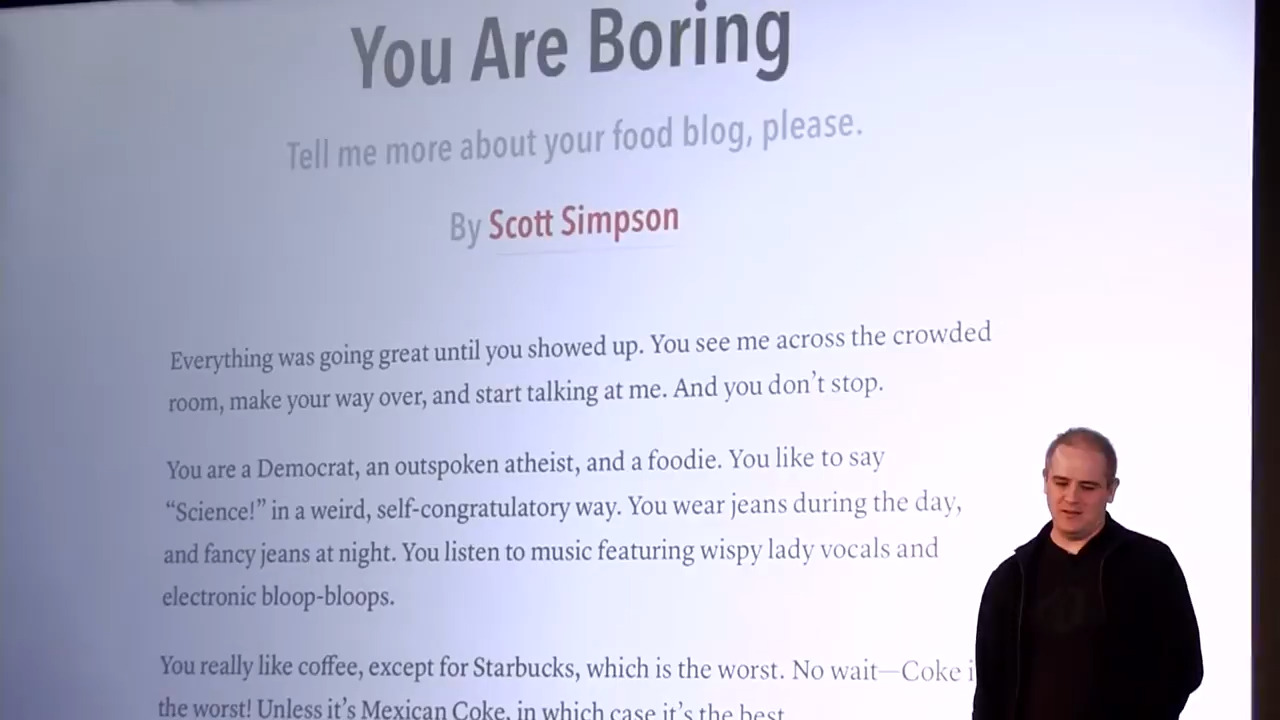 You Are Boring
Tell me more about your food blog, please.
By Scott Simpson
Everything was going great until you showed up. You see me across the crowded
room, make your way over, and start talking at me. And you don’t stop.
You are a Democrat, an outspoken atheist, and a foodie. You like to say
“Science!” in a weird, self-congratulatory way. You wear jeans during the day,
and fancy jeans at night. You listen to music featuring wispy lady vocals and
electronic bloop-bloops.
You really like coffee, except for Starbucks, which is the worst. No wait—Coke
the worst! Unless it’s Mexican Coke, in which case it’s the best.